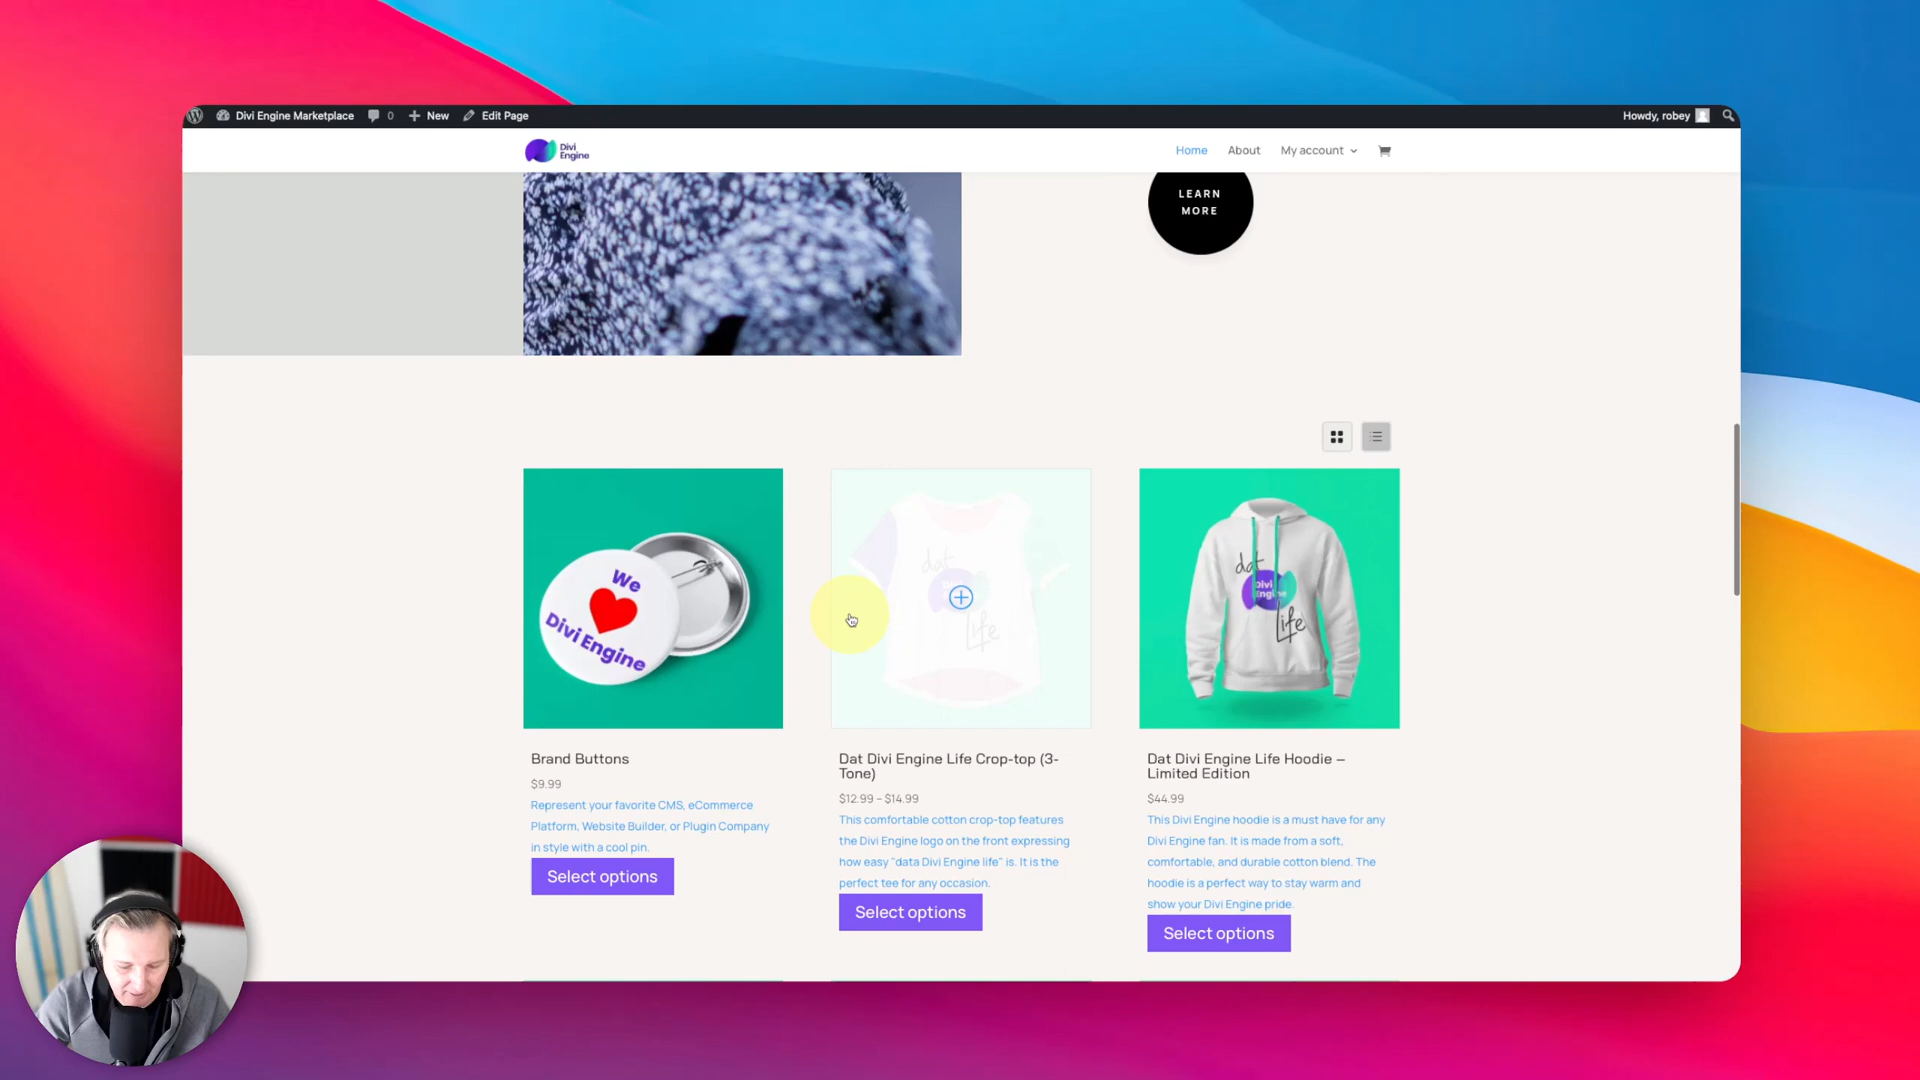 Divi Engine Marketplace 0 New Edit Page Howdy, robey
Divi
Engine
Home About My account
LEARN
MORE
We
Divi Engine
dat
Life
dat
Divi
Engine
Life
Brand Buttons
$9.99
Represent your favorite CMS, eCommerce
Platform, Website Builder, or Plugin Company
in style with a cool pin.
Select options
Dat Divi Engine Life Crop-top (3-
Tone)
$12.99 – $14.99
This comfortable cotton crop-top features
the Divi Engine logo on the front expressing
how easy "data Divi Engine life" is. It is the
perfect tee for any occasion.
Select options
Dat Divi Engine Life Hoodie –
Limited Edition
$44.99
This Divi Engine hoodie is a must have for any
Divi Engine fan. It is made from a soft,
comfortable, and durable cotton blend. The
hoodie is a perfect way to stay warm and
show your Divi Engine pride.
Select options